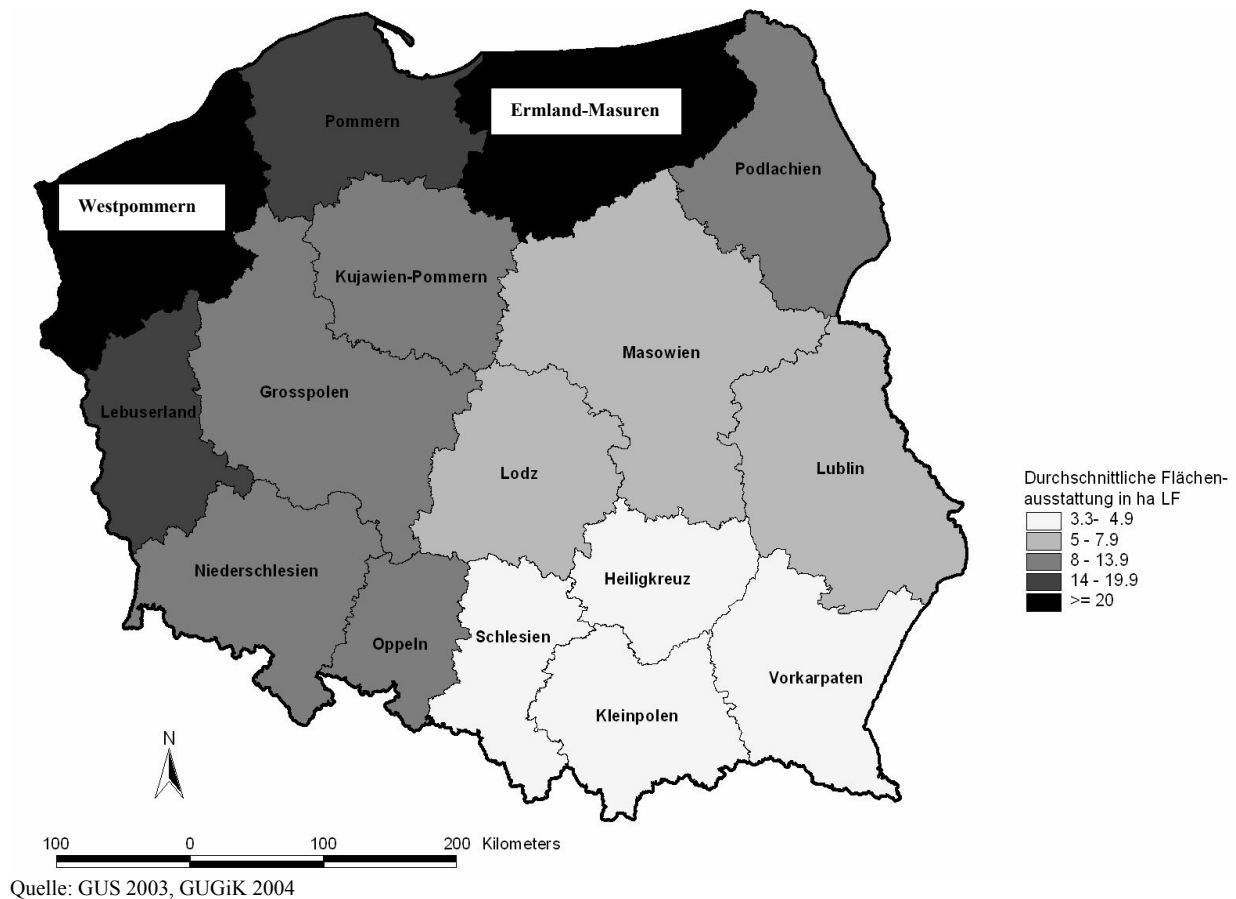 Ermland-Masuren
Pommern
Podlachien
Westpommern
Kujawien-Pommern
Masowien
Grosspolen
Lebuserland
Lodz
Lublin
Niederschlesien
Heiligkreuz
Schlesien
Oppeln
Vorkarpaten
Kleinpolen
Durchschnittliche Flächen-
ausstattung in ha LF
3.3- 4.9
5 - 7.9
8 - 13.9
14 - 19.9
>= 20
N
100 0 100 200 Kilometers
Quelle: GUS 2003, GUGiK 2004